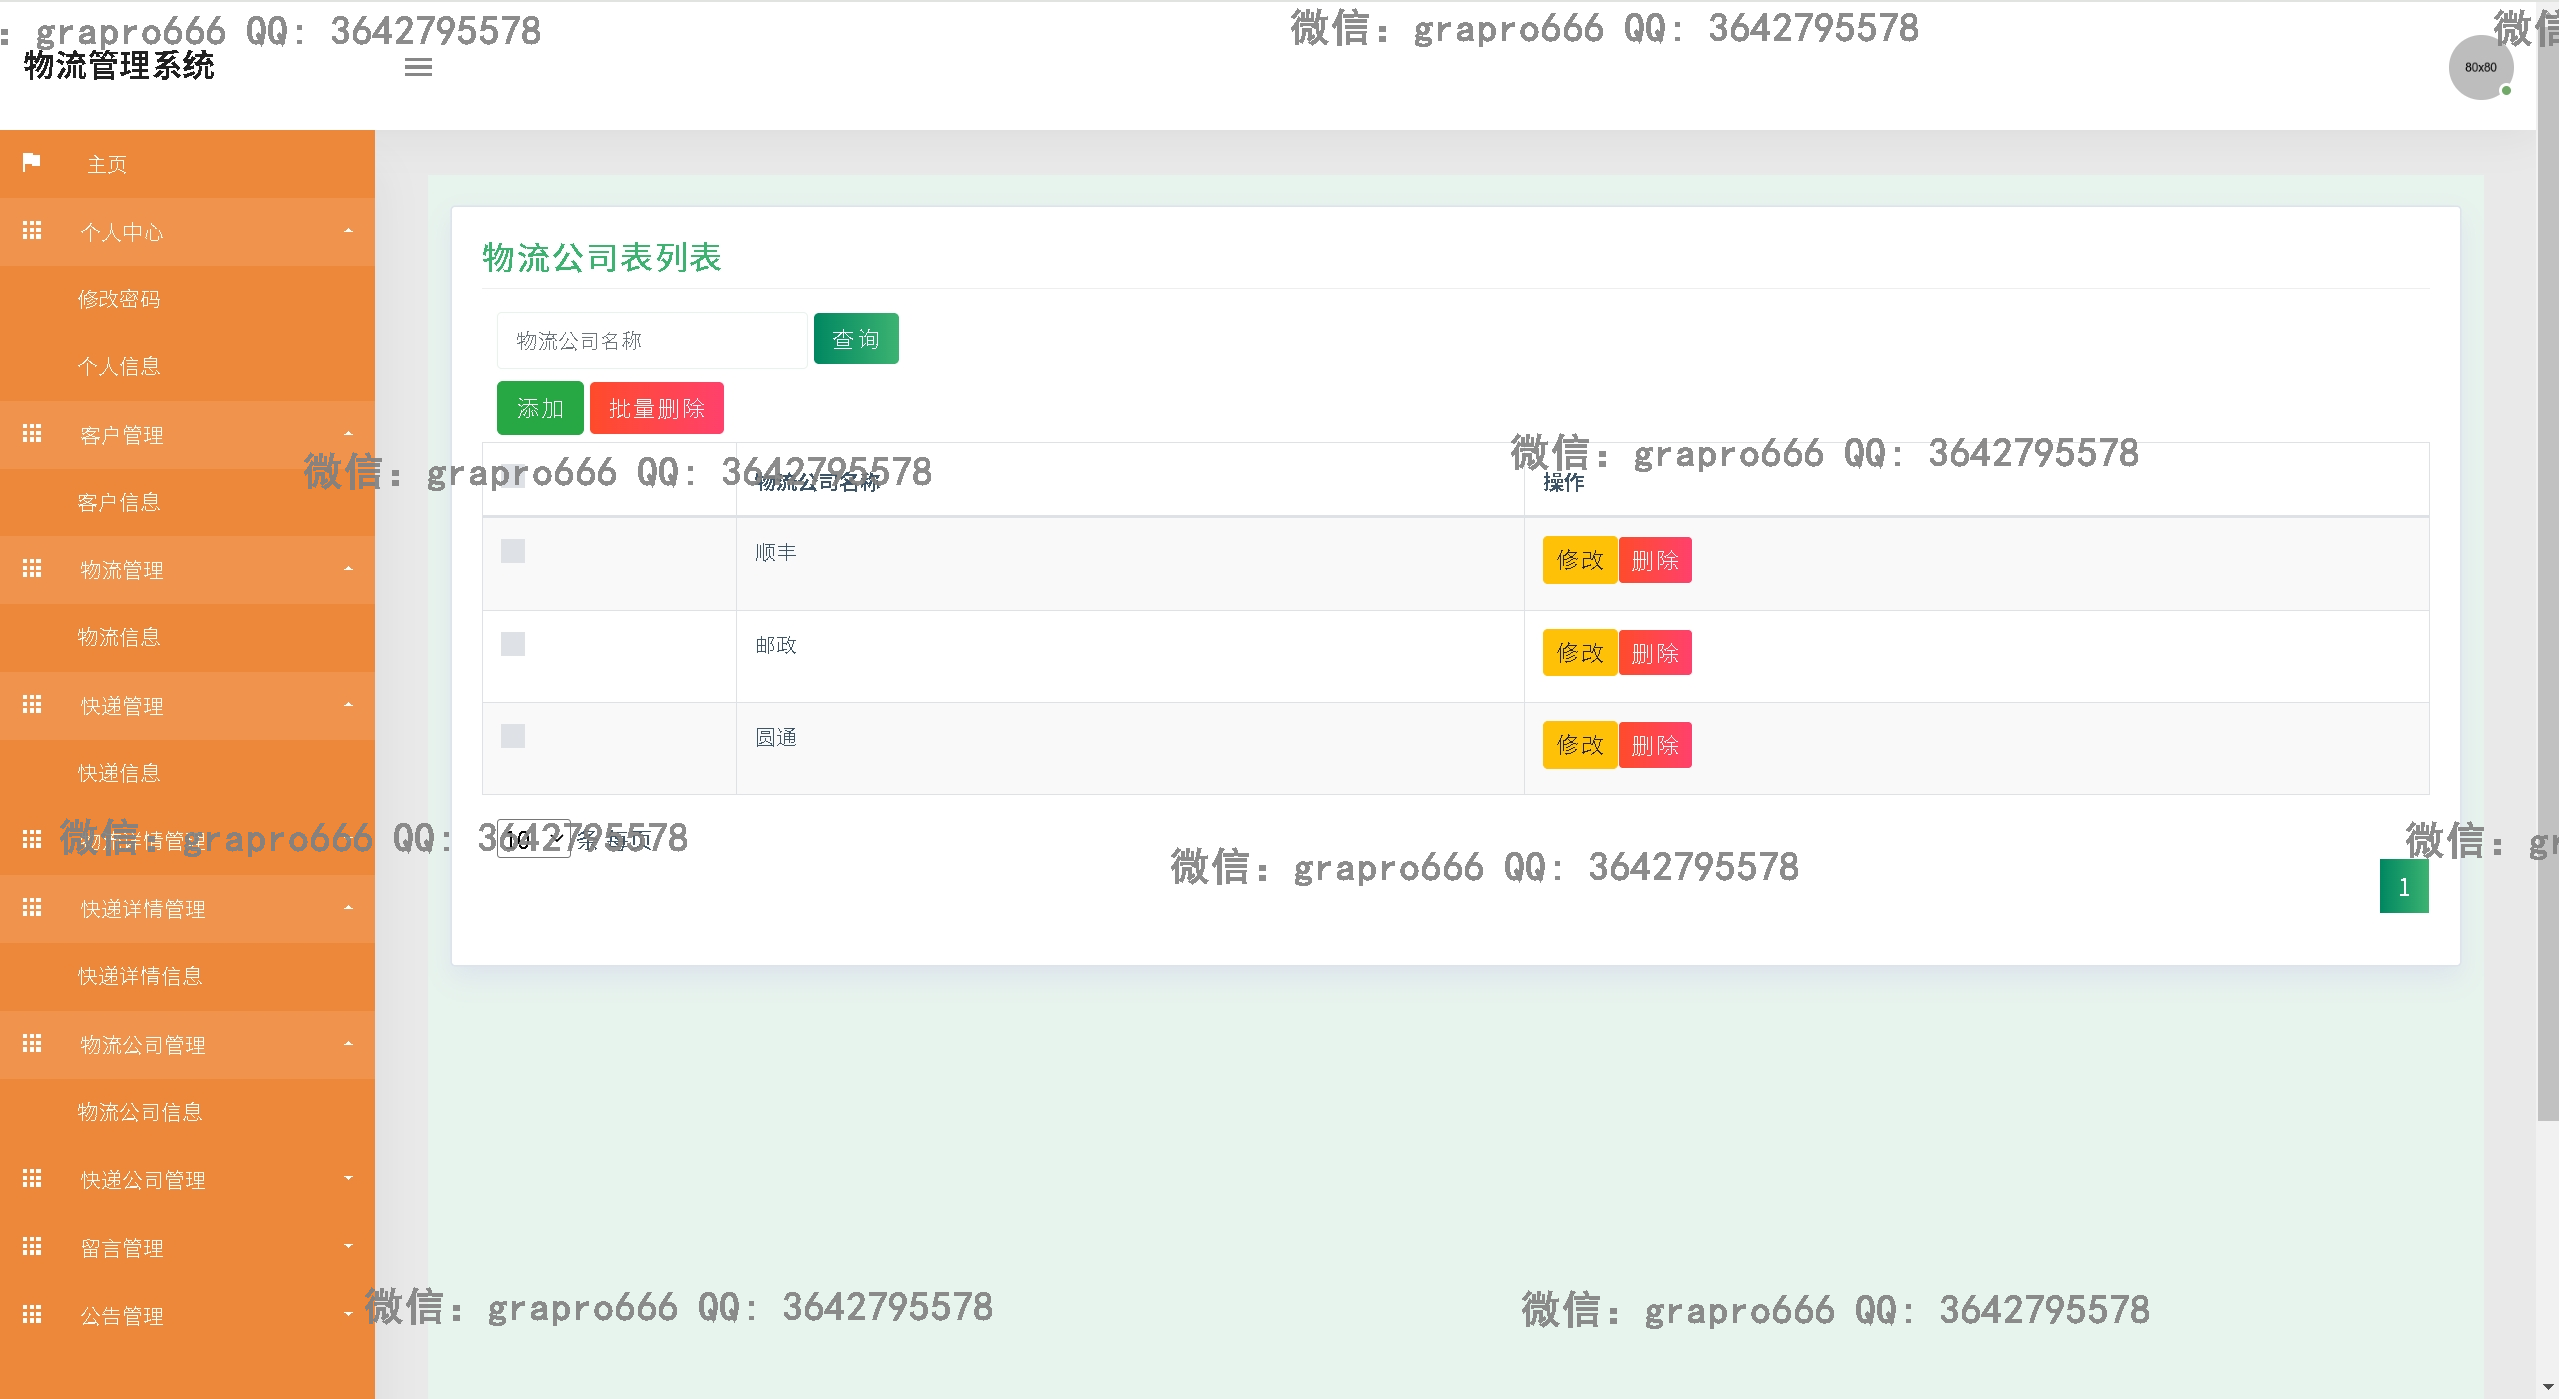 : grapro666 QQ: 3642795578
微信: grapro666 QQ: 3642795578
微信
物流管理系统
80x80
主页
个人中心
修改密码
个人信息
客户管理
客户信息
物流管理
物流信息
快递管理
快递信息
物流详情管理
快递详情管理
快递详情信息
物流公司管理
物流公司信息
快递公司管理
留言管理
公告管理
物流公司表列表
物流公司名称
查询
添加
批量删除
微信: grapro666 QQ: 3642795578
微信: grapro666 QQ: 3642795578
物流公司名称
操作
顺丰
修改
删除
邮政
修改
删除
圆通
修改
删除
微信: grapro666 QQ: 3642795578
10
条 每页
微信: grapro666 QQ: 3642795578
微信: gr
1
微信: grapro666 QQ: 3642795578
微信: grapro666 QQ: 3642795578